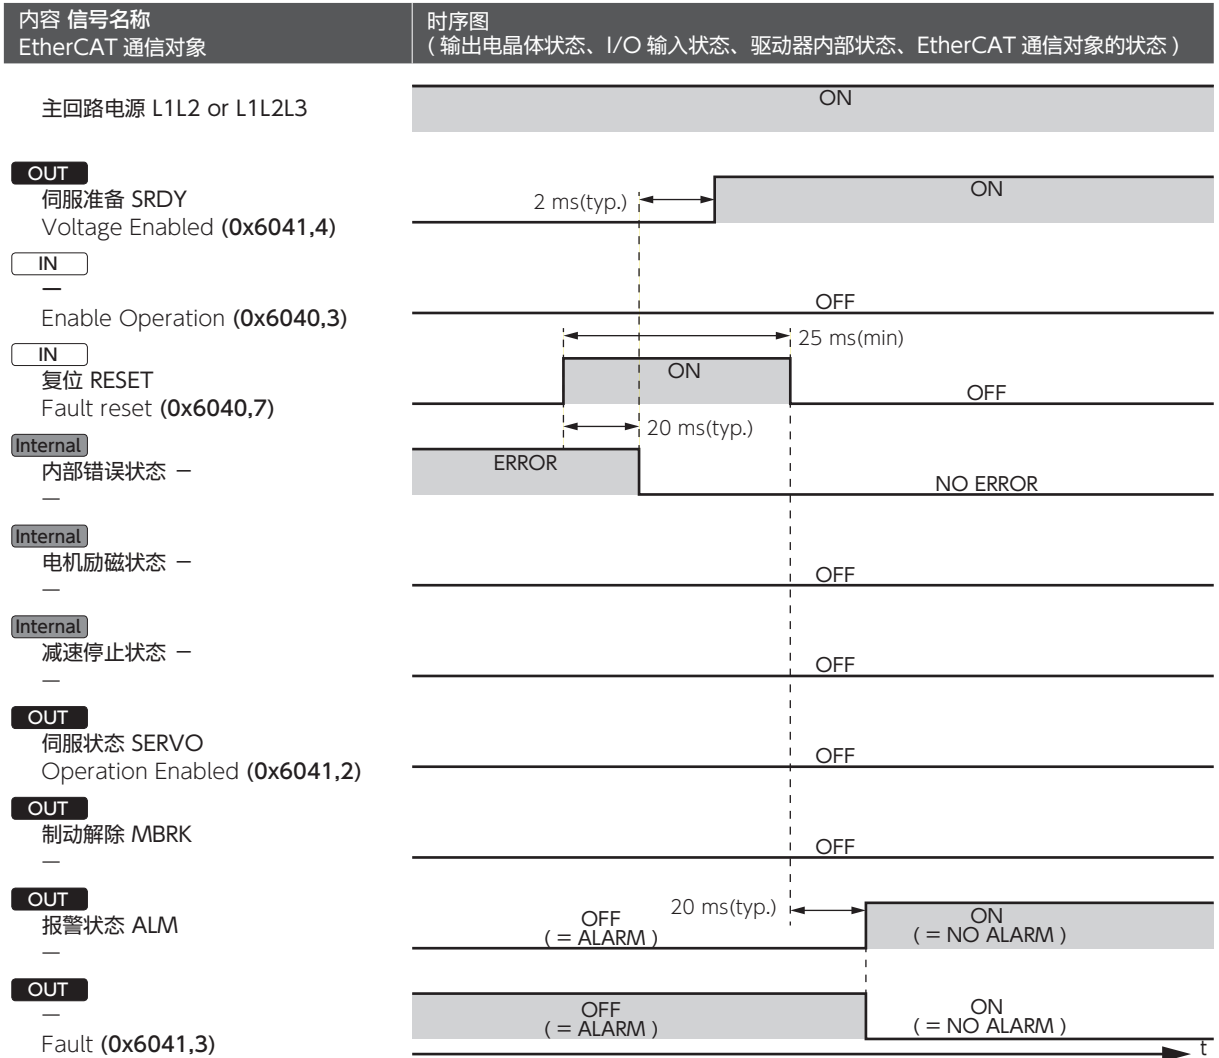 内容 信号名称
EtherCAT 通信对象
时序图
( 输出电晶体状态、I/O 输入状态、驱动器内部状态、EtherCAT 通信对象的状态 )
主回路电源 L1L2 or L1L2L3
ON
OUT
伺服准备 SRDY
Voltage Enabled (0x6041,4)
2 ms(typ.)
ON
IN
—
Enable Operation (0x6040,3)
OFF
IN
复位 RESET
Fault reset (0x6040,7)
25 ms(min)
ON
OFF
20 ms(typ.)
Internal
内部错误状态 —
—
ERROR
NO ERROR
Internal
电机励磁状态 —
—
OFF
Internal
减速停止状态 —
—
OFF
OUT
伺服状态 SERVO
Operation Enabled (0x6041,2)
OFF
OUT
制动解除 MBRK
—
OFF
OUT
报警状态 ALM
—
OFF
( = ALARM )
20 ms(typ.)
ON
( = NO ALARM )
OUT
—
Fault (0x6041,3)
OFF
( = ALARM )
ON
( = NO ALARM )
t